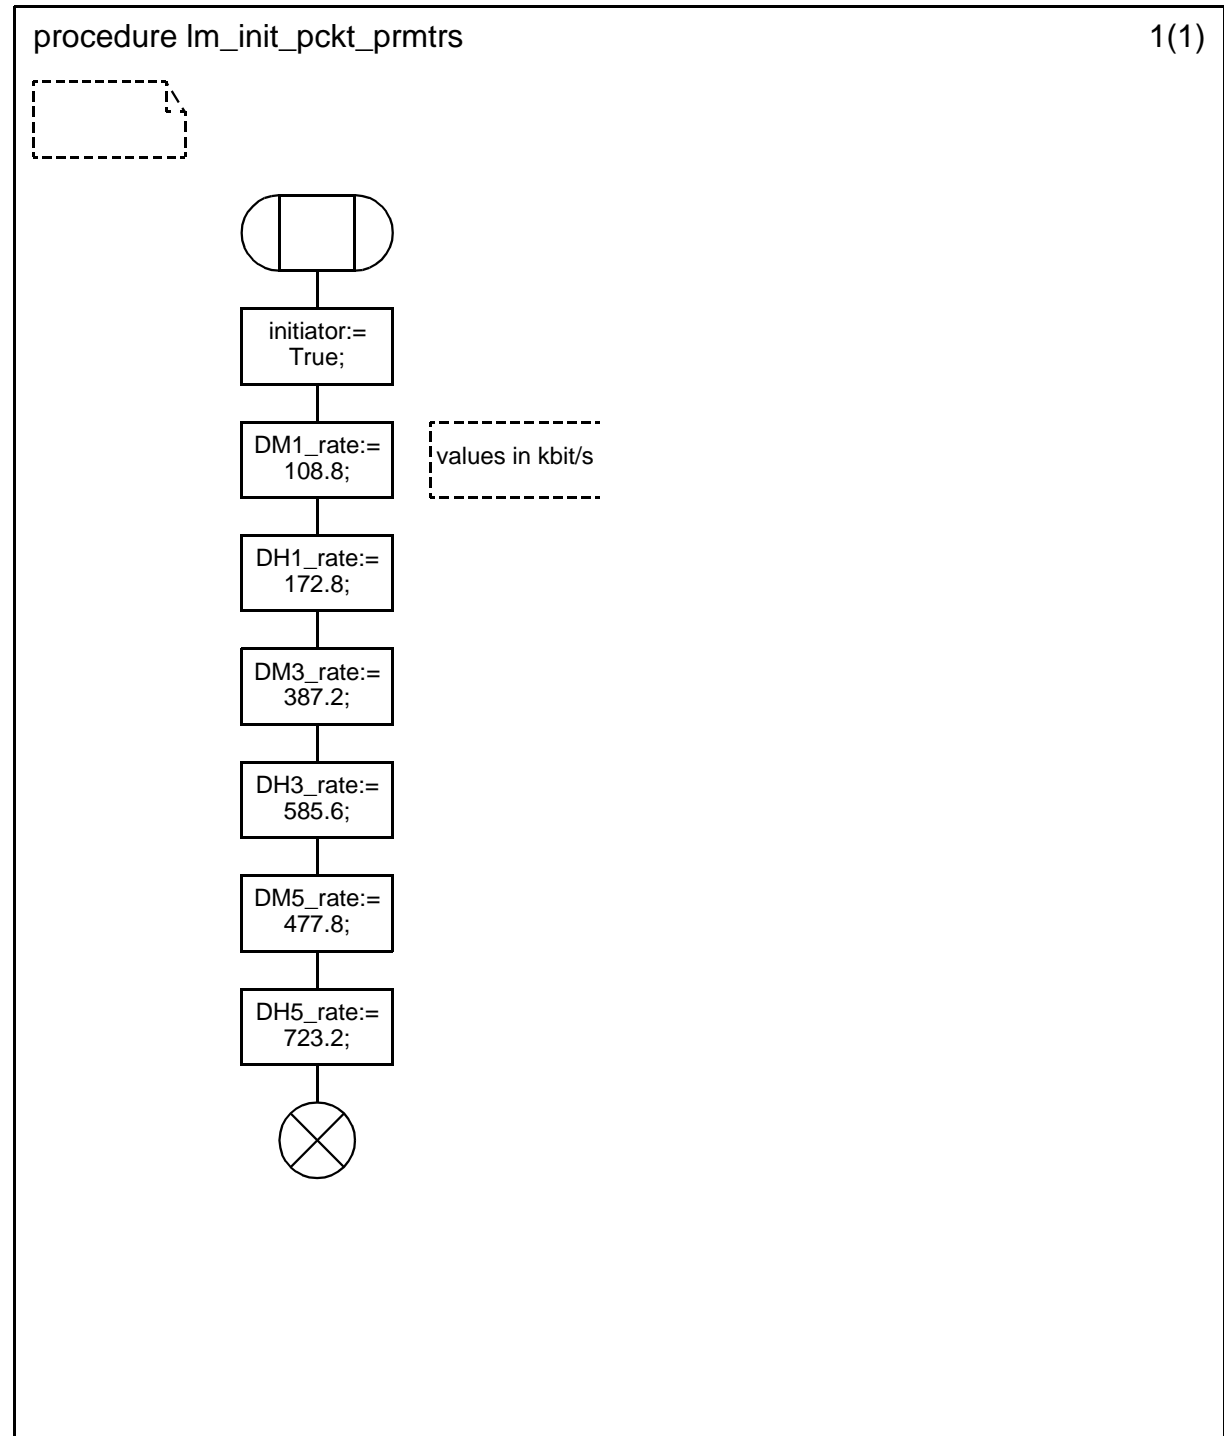 procedure lm_init_pckt_prmtrs 1(1)
initiator:=
True;
DM1_rate:=
108.8;
values in kbit/s
DH1_rate:=
172.8;
DM3_rate:=
387.2;
DH3_rate:=
585.6;
DM5_rate:=
477.8;
DH5_rate:=
723.2;